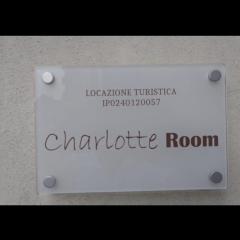 LOCAZIONE TURISTICA
IP0240120057
Charlotte Room